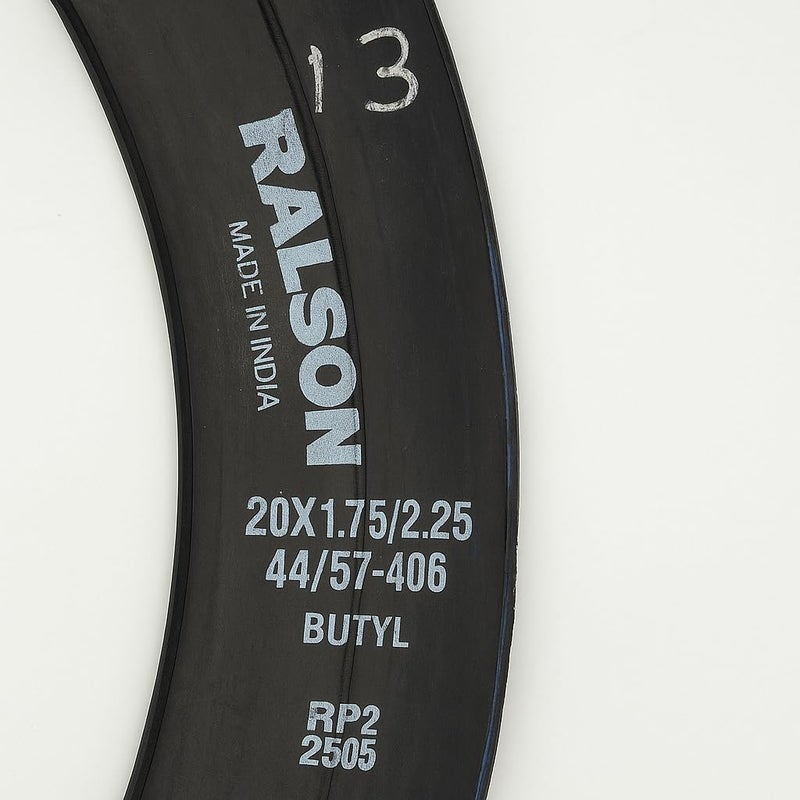 13
RALSON
MADE IN INDIA
20X1.75/2.25
44/57-406
BUTYL
RP2
2505